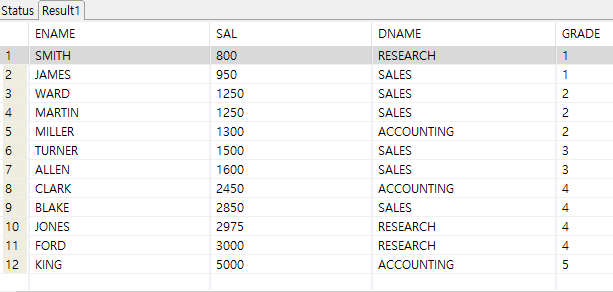 Status Result1
ENAME SAL DNAME GRADE
1 SMITH 800 RESEARCH 1
2 JAMES 950 SALES 1
3 WARD 1250 SALES 2
4 MARTIN 1250 SALES 2
5 MILLER 1300 ACCOUNTING 2
6 TURNER 1500 SALES 3
7 ALLEN 1600 SALES 3
8 CLARK 2450 ACCOUNTING 4
9 BLAKE 2850 SALES 4
10 JONES 2975 RESEARCH 4
11 FORD 3000 RESEARCH 4
12 KING 5000 ACCOUNTING 5